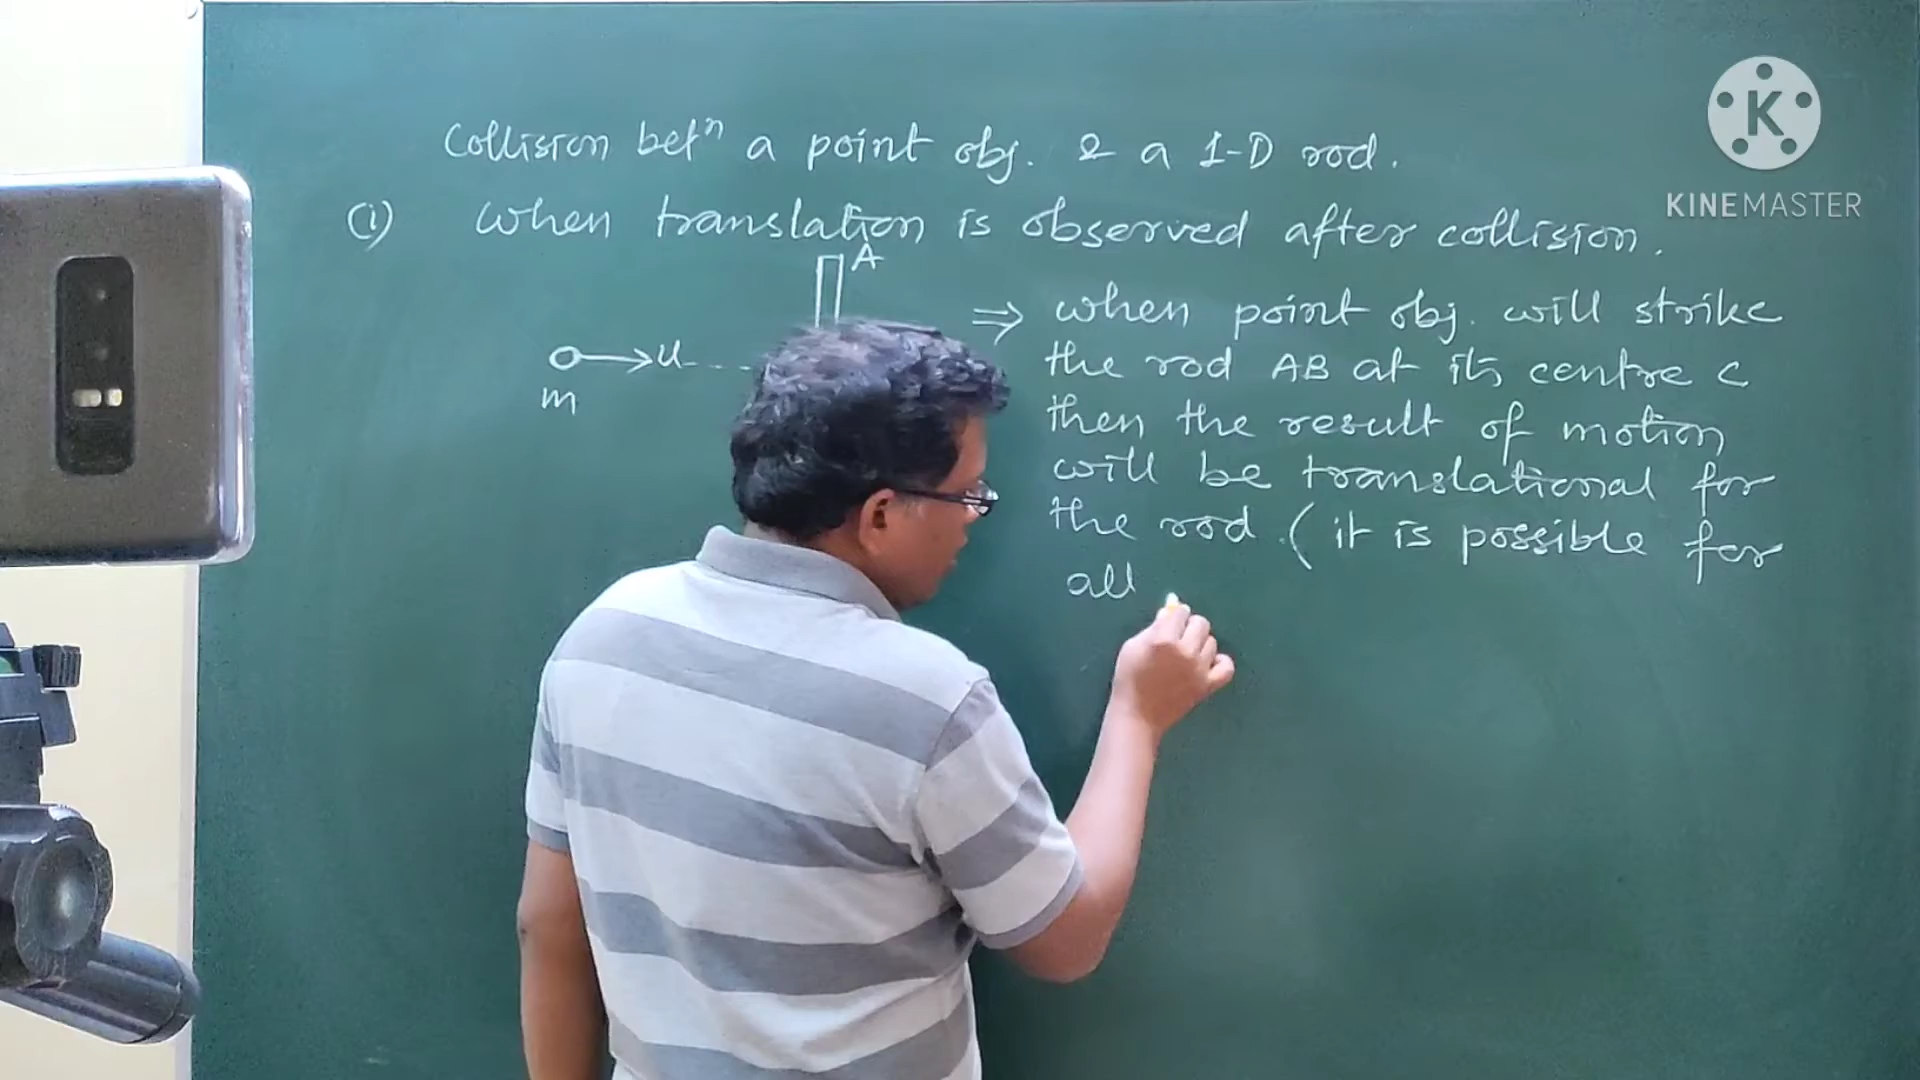 Collision betⁿ a point obj. & a 1-D rod.
(i) When translation is observed after collision.
A
m
u
⇒ when point obj. will strike
the rod AB at its centre C
then the result of motion
will be translational for
the rod. (it is possible for
all
K
KINEMASTER